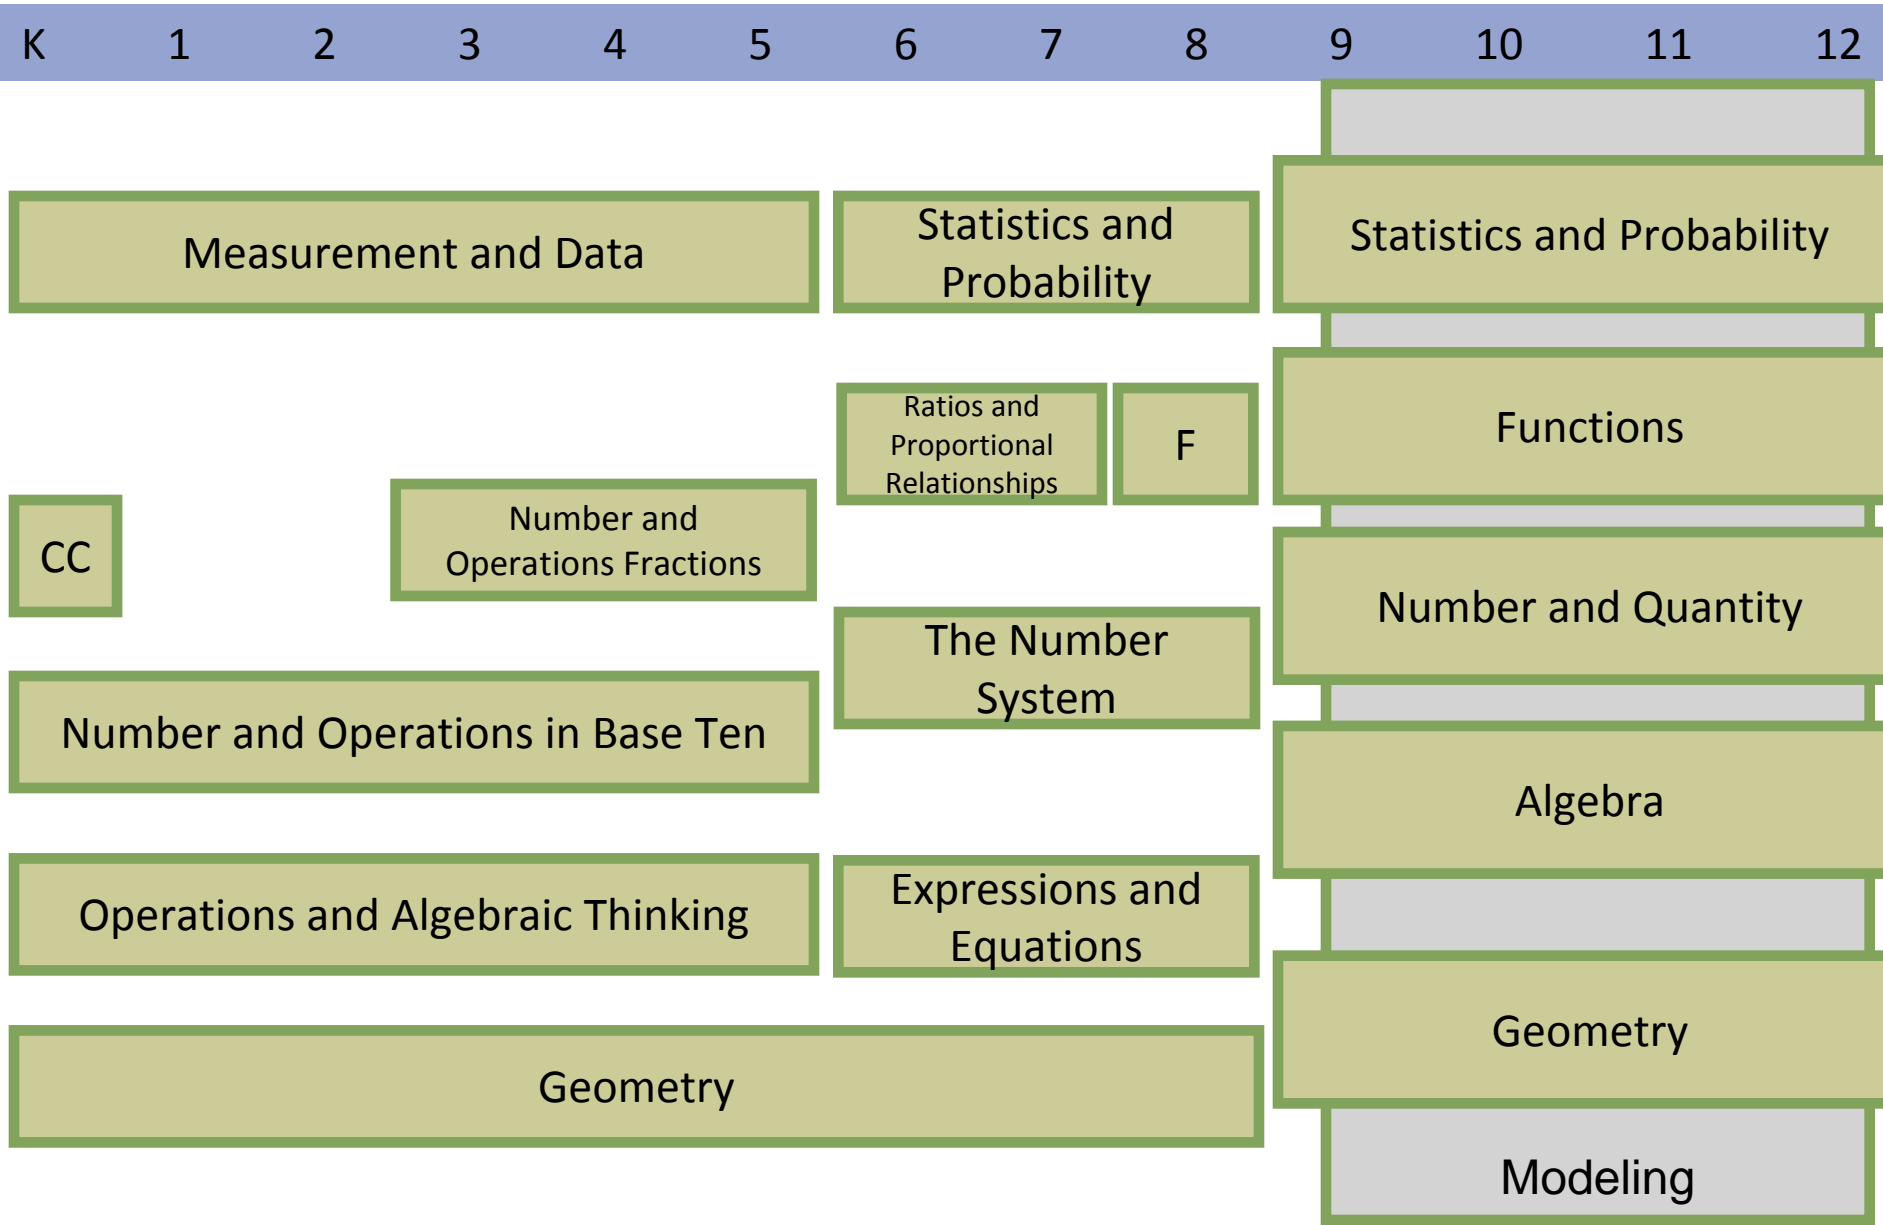 K 1 2 3 4 5 6 7 8 9 10 11 12
Measurement and Data
Statistics and
Probability
Statistics and Probability
Ratios and
Proportional
Relationships
F
Functions
CC
Number and
Operations Fractions
The Number
System
Number and Quantity
Number and Operations in Base Ten
Algebra
Operations and Algebraic Thinking
Expressions and
Equations
Geometry
Geometry
Modeling